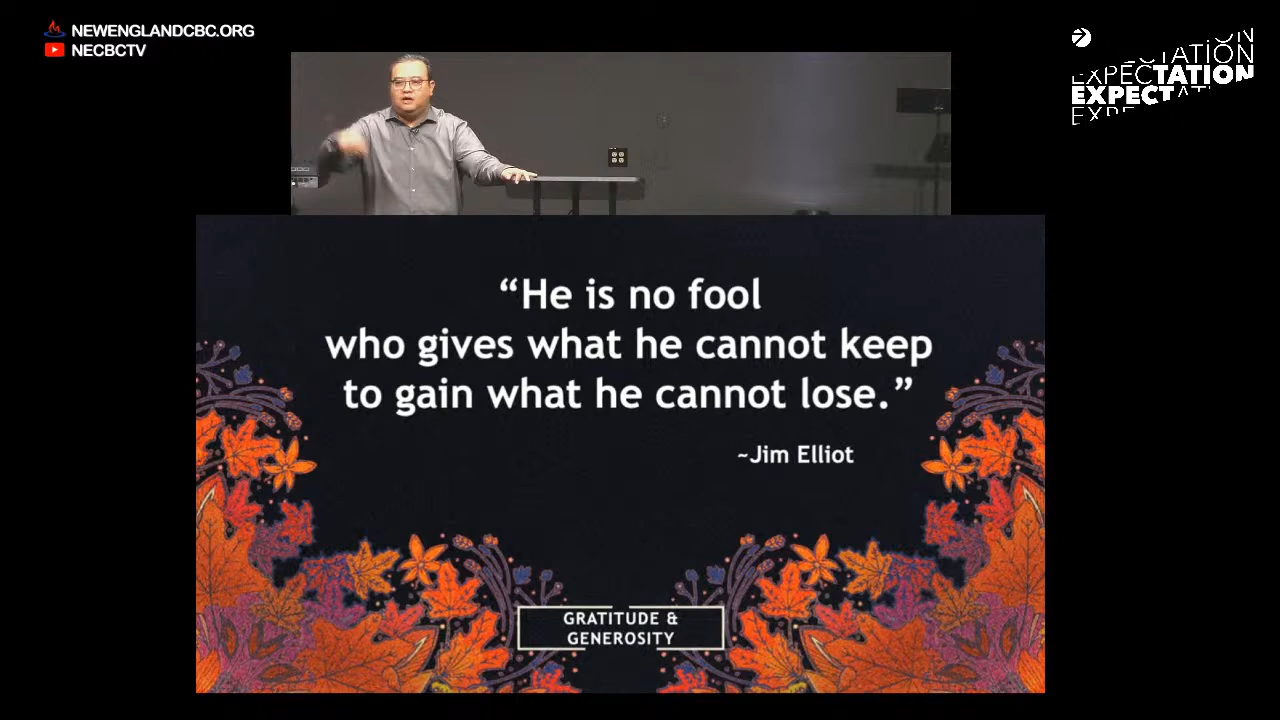 NEWENGLANDCBC.ORG
NECBCTV
EXPECTATION
“He is no fool
who gives what he cannot keep
to gain what he cannot lose.”
~Jim Elliot
GRATITUDE &
GENEROSITY